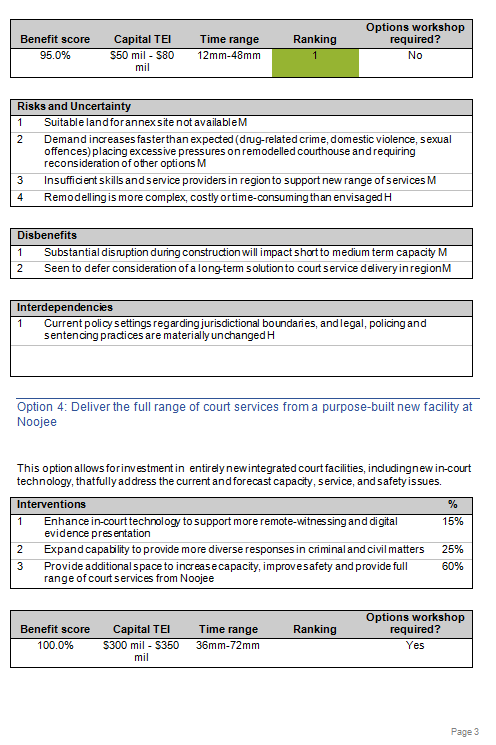 Benefit score Capital TEI Time range Ranking Options workshop
required?
95.0% $50 mil - $80 12mm-48mm 1 No
mil
Risks and Uncertainty
1 Suitable land for annex site not available M
2 Demand increases faster than expected (drug-related crime, domestic violence, sexual
offences) placing excessive pressures on remodelled courthouse and requiring
reconsideration of other options M
3 Insufficient skills and service providers in region to support new range of services M
4 Remodelling is more complex, costly or time-consuming than envisaged H
Disbenefits
1 Substantial disruption during construction will impact short to medium term capacity M
2 Seen to defer consideration of a long-term solution to court service delivery in region M
Interdependencies
1 Current policy settings regarding jurisdictional boundaries, and legal, policing and
sentencing practices are materially unchanged H
Option 4: Deliver the full range of court services from a purpose-built new facility at
Noojee
This option allows for investment in entirely new integrated court facilities, including new in-court
technology, that fully address the current and forecast capacity, service, and safety issues.
Interventions %
1 Enhance in-court technology to support more remote-witnessing and digital 15%
evidence presentation
2 Expand capability to provide more diverse responses in criminal and civil matters 25%
3 Provide additional space to increase capacity, improve safety and provide full 60%
range of court services from Noojee
Benefit score Capital TEI Time range Ranking Options workshop
required?
100.0% $300 mil - $350 36mm-72mm Yes
mil
Page 3